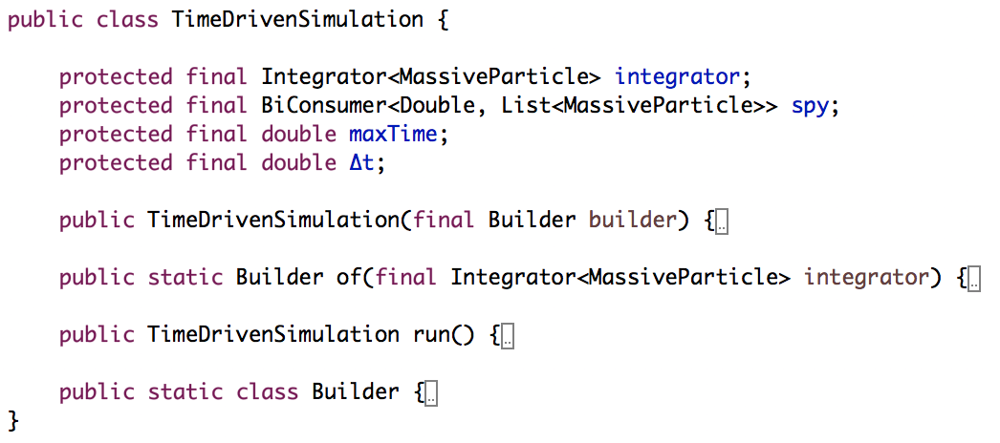 public class TimeDrivenSimulation {
protected final Integrator<MassiveParticle> integrator;
protected final BiConsumer<Double, List<MassiveParticle>> spy;
protected final double maxTime;
protected final double Δt;
public TimeDrivenSimulation(final Builder builder) {..
public static Builder of(final Integrator<MassiveParticle> integrator) {..
public TimeDrivenSimulation run() {..
public static class Builder {..
}